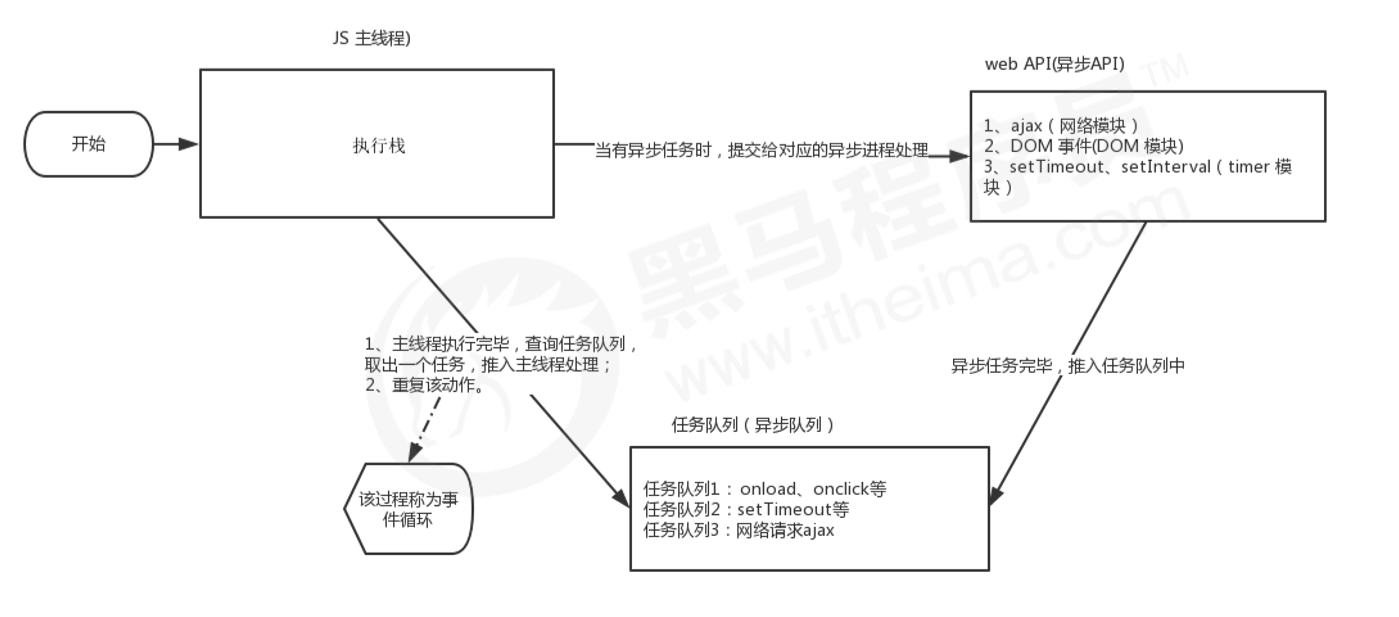 JS 主线程)
web API(异步API)
开始
执行栈
当有异步任务时，提交给对应的异步进程处理
1、ajax（网络模块）
2、DOM 事件(DOM 模块)
3、setTimeout、setInterval（timer 模
块）
黑马程序员™
www.itheima.com
1、主线程执行完毕，查询任务队列，
取出一个任务，推入主线程处理；
2、重复该动作。
异步任务完毕，推入任务队列中
任务队列（异步队列）
该过程称为事
件循环
任务队列1： onload、onclick等
任务队列2：setTimeout等
任务队列3：网络请求ajax